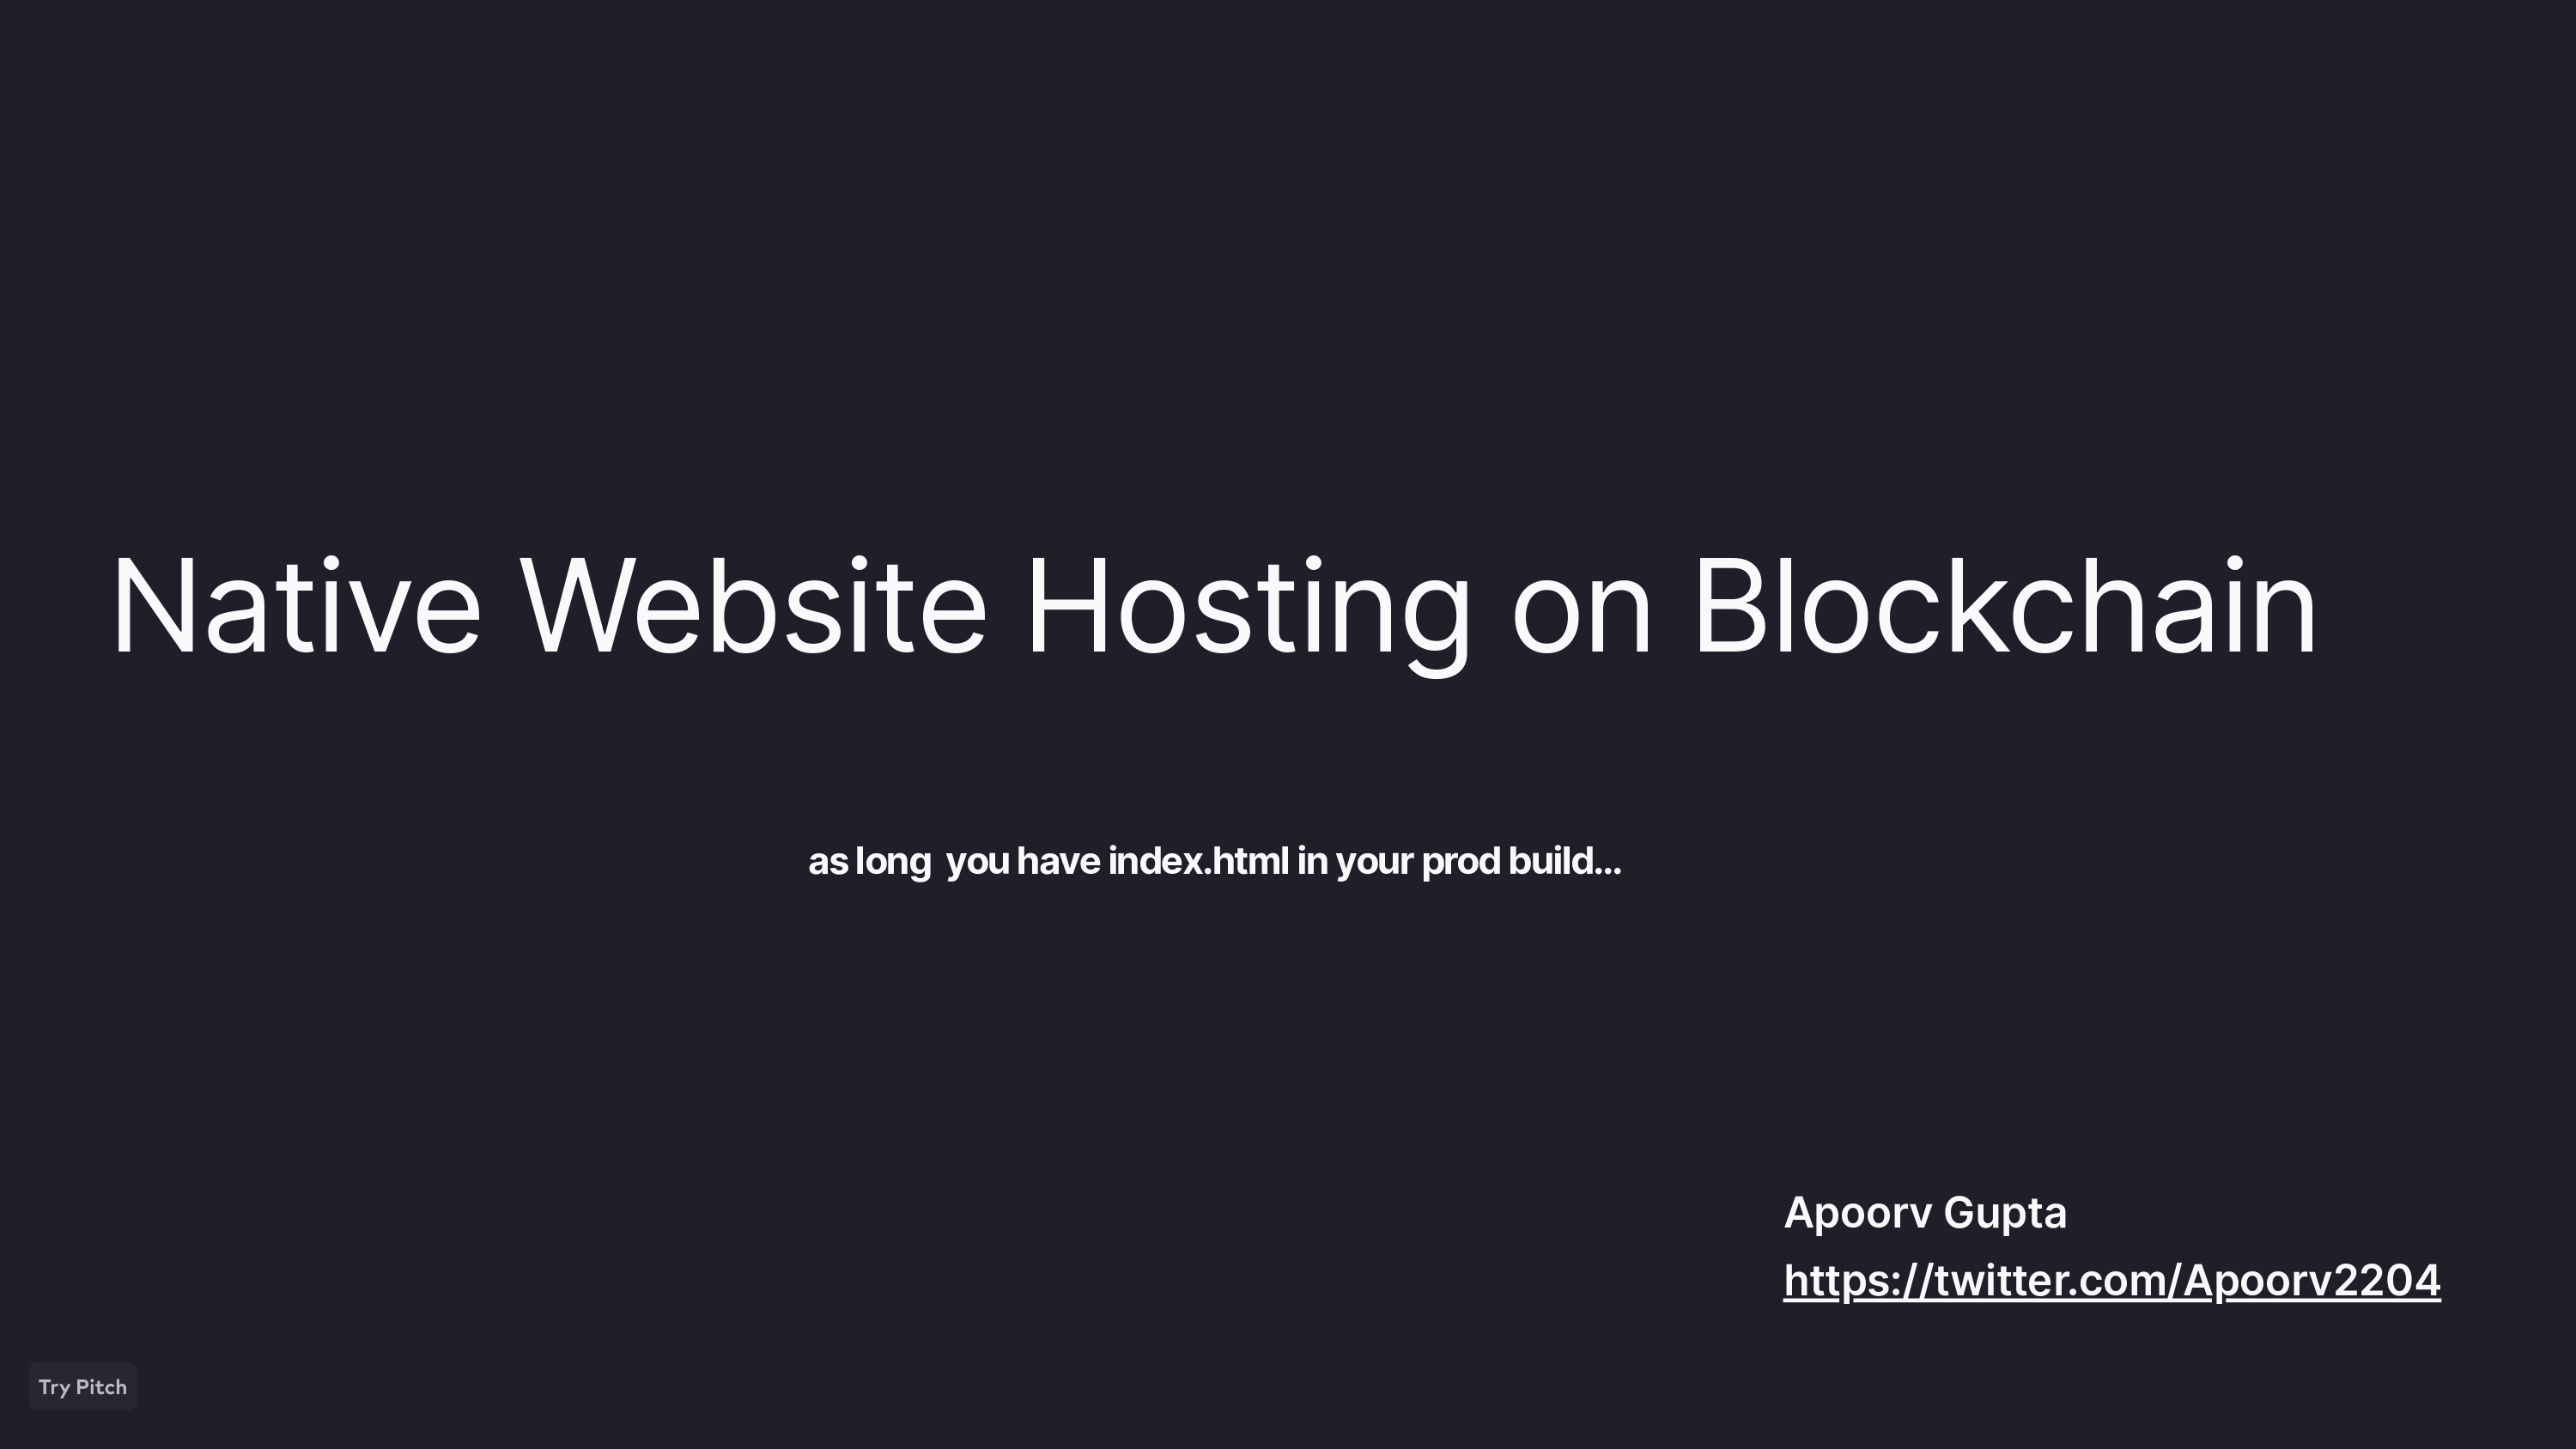 Native Website Hosting on Blockchain
as long  you have index.html in your prod build...
Apoorv Gupta
https://twitter.com/Apoorv2204
Try Pitch